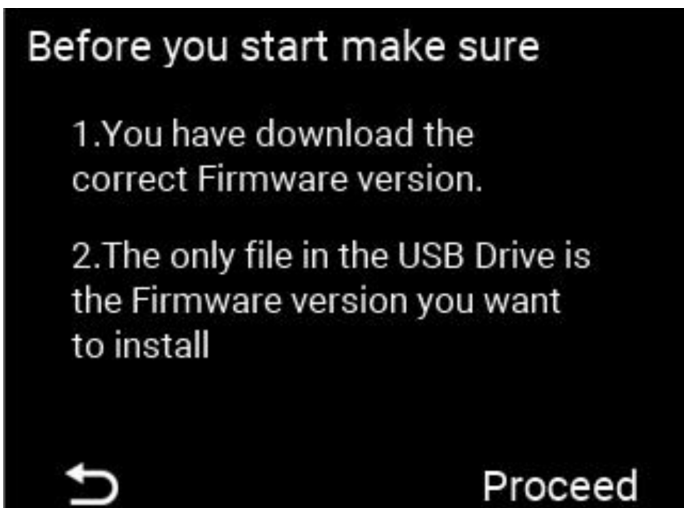 Before you start make sure
1.You have download the
correct Firmware version.
2.The only file in the USB Drive is
the Firmware version you want
to install
Proceed